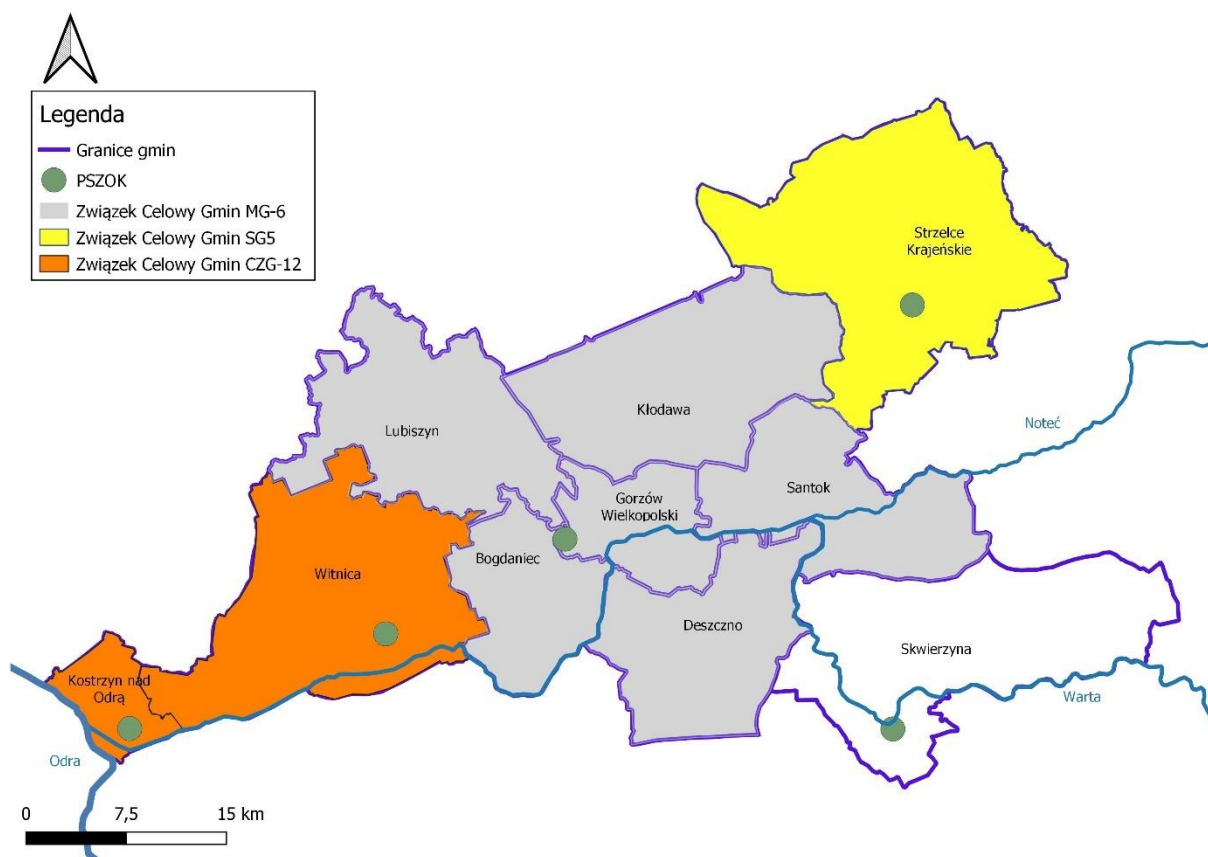 Legenda
Granice gmin
PSZOK
Związek Celowy Gmin MG-6
Związek Celowy Gmin SG5
Związek Celowy Gmin CZG-12
Strzelce
Krajeńskie
Kłodawa
Lubiszyn
Noteć
Gorzów
Wielkopolski
Santok
Bogdaniec
Witnica
Deszczno
Skwierzyna
Kostrzyn nad
Odrą
Warta
Odra
0 7,5 15 km